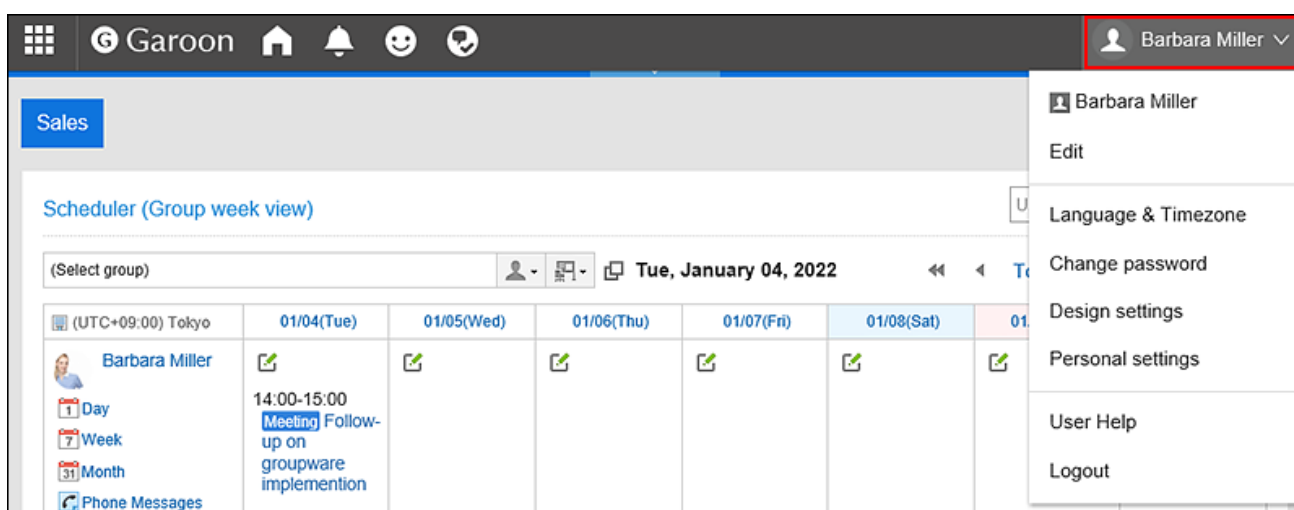 G Garoon
Barbara Miller
Sales
Barbara Miller
Edit
Language & Timezone
Change password
Design settings
Personal settings
User Help
Logout
Scheduler (Group week view)
(Select group)
Tue, January 04, 2022
(UTC+09:00) Tokyo
01/04(Tue)
01/05(Wed)
01/06(Thu)
01/07(Fri)
01/08(Sat)
Barbara Miller
1 Day
7 Week
31 Month
Phone Messages
14:00-15:00
Meeting Follow-
up on
groupware
implemention